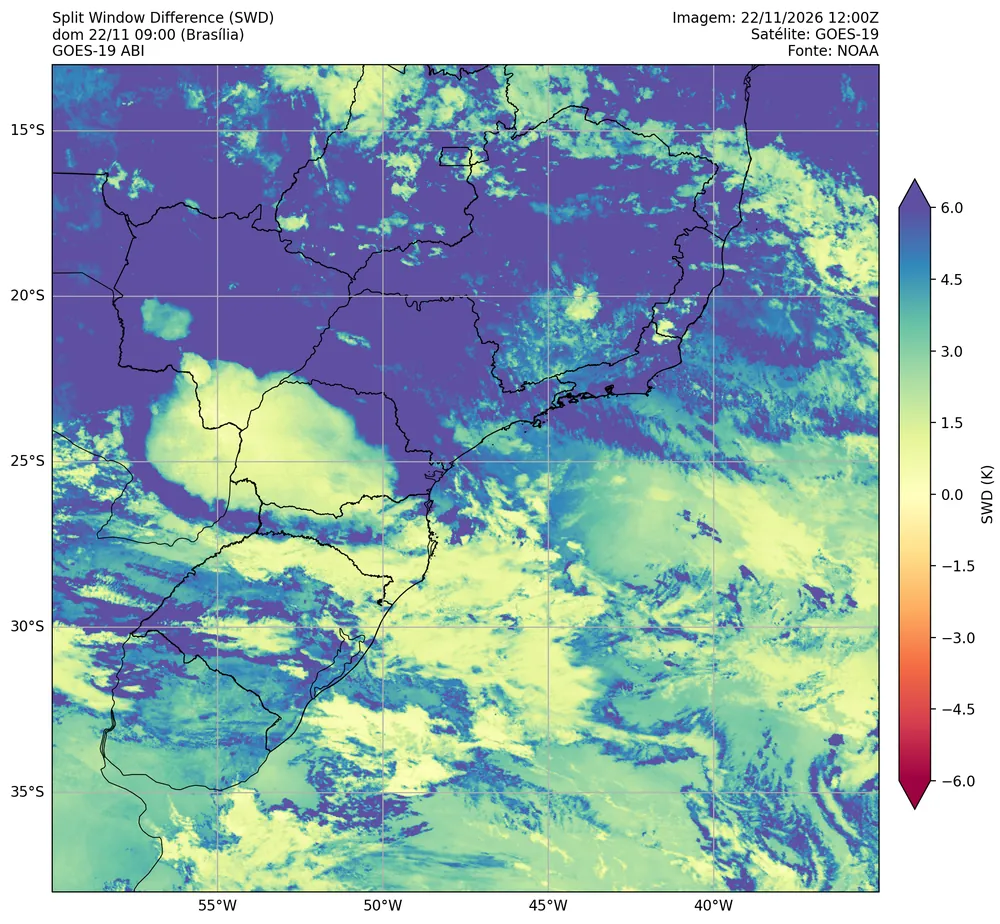 Split Window Difference (SWD)
dom 22/11 09:00 (Brasília)
GOES-19 ABI
Imagem: 22/11/2026 12:00Z
Satélite: GOES-19
Fonte: NOAA
15°S
20°S
25°S
30°S
35°S
55°W
50°W
45°W
40°W
6.0
4.5
3.0
1.5
0.0
−1.5
−3.0
−4.5
−6.0
SWD (K)